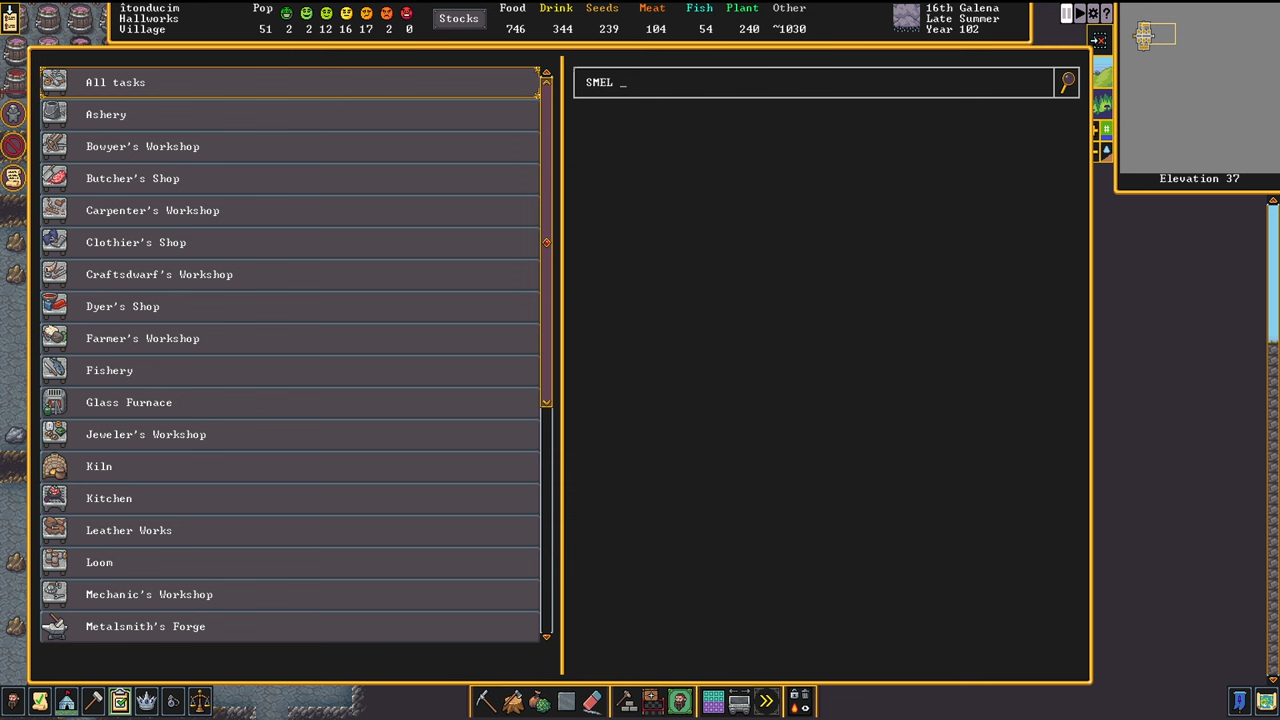 itonducim
Hallworks
Village
Pop
51 2 2 12 16 17 2 0
Stocks
Food Drink Seeds Meat Fish Plant Other
746 344 239 104 54 240 ~1030
16th Galena
Late Summer
Year 102
?
Elevation 37
All tasks
Ashery
Bowyer's Workshop
Butcher's Shop
Carpenter's Workshop
Clothier's Shop
Craftsdwarf's Workshop
Dyer's Shop
Farmer's Workshop
Fishery
Glass Furnace
Jeweler's Workshop
Kiln
Kitchen
Leather Works
Loom
Mechanic's Workshop
Metalsmith's Forge
SMEL _